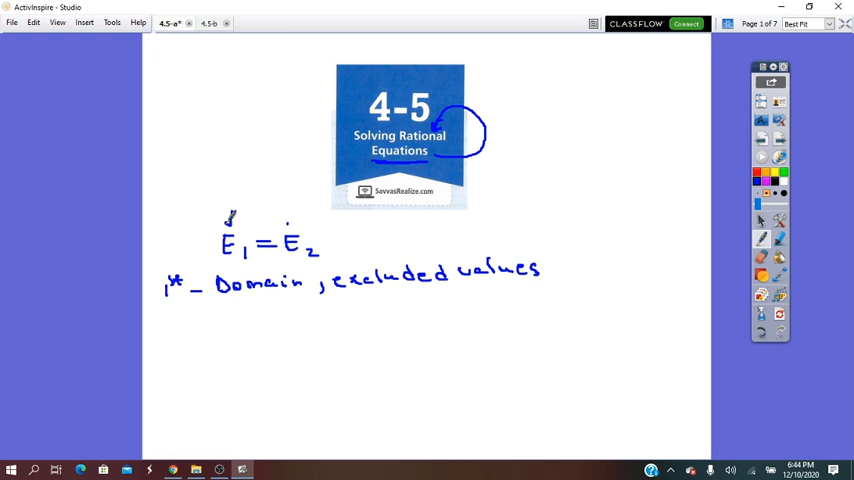 ActivInspire - Studio
File Edit View Insert Tools Help 4.5-a* 4.5-b CLASSFLOW Connect Page 1 of 7 Best Fit
4-5
Solving Rational
Equations
SavvasRealize.com
E1 = E2
1st - Domain, excluded values
6:44 PM
12/10/2020